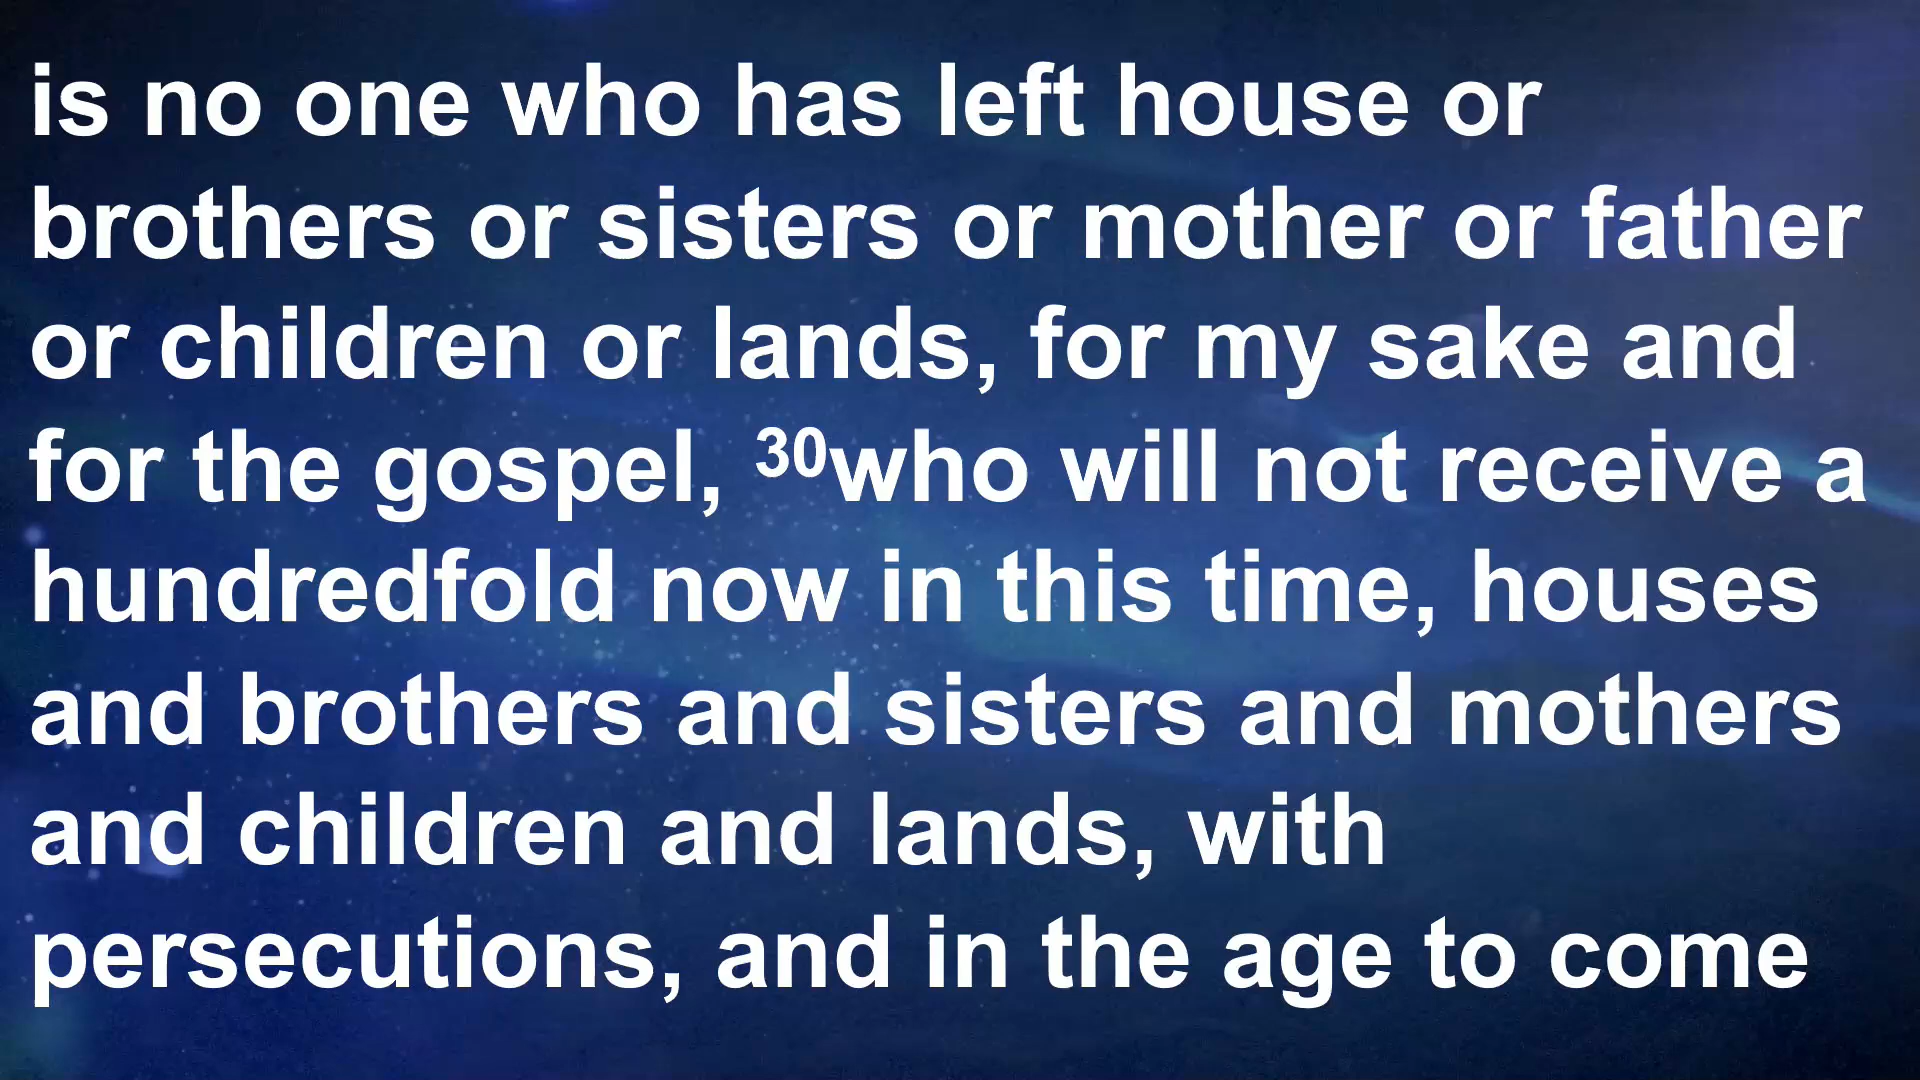 is no one who has left house or
brothers or sisters or mother or father
or children or lands, for my sake and
for the gospel, ³⁰who will not receive a
hundredfold now in this time, houses
and brothers and sisters and mothers
and children and lands, with
persecutions, and in the age to come